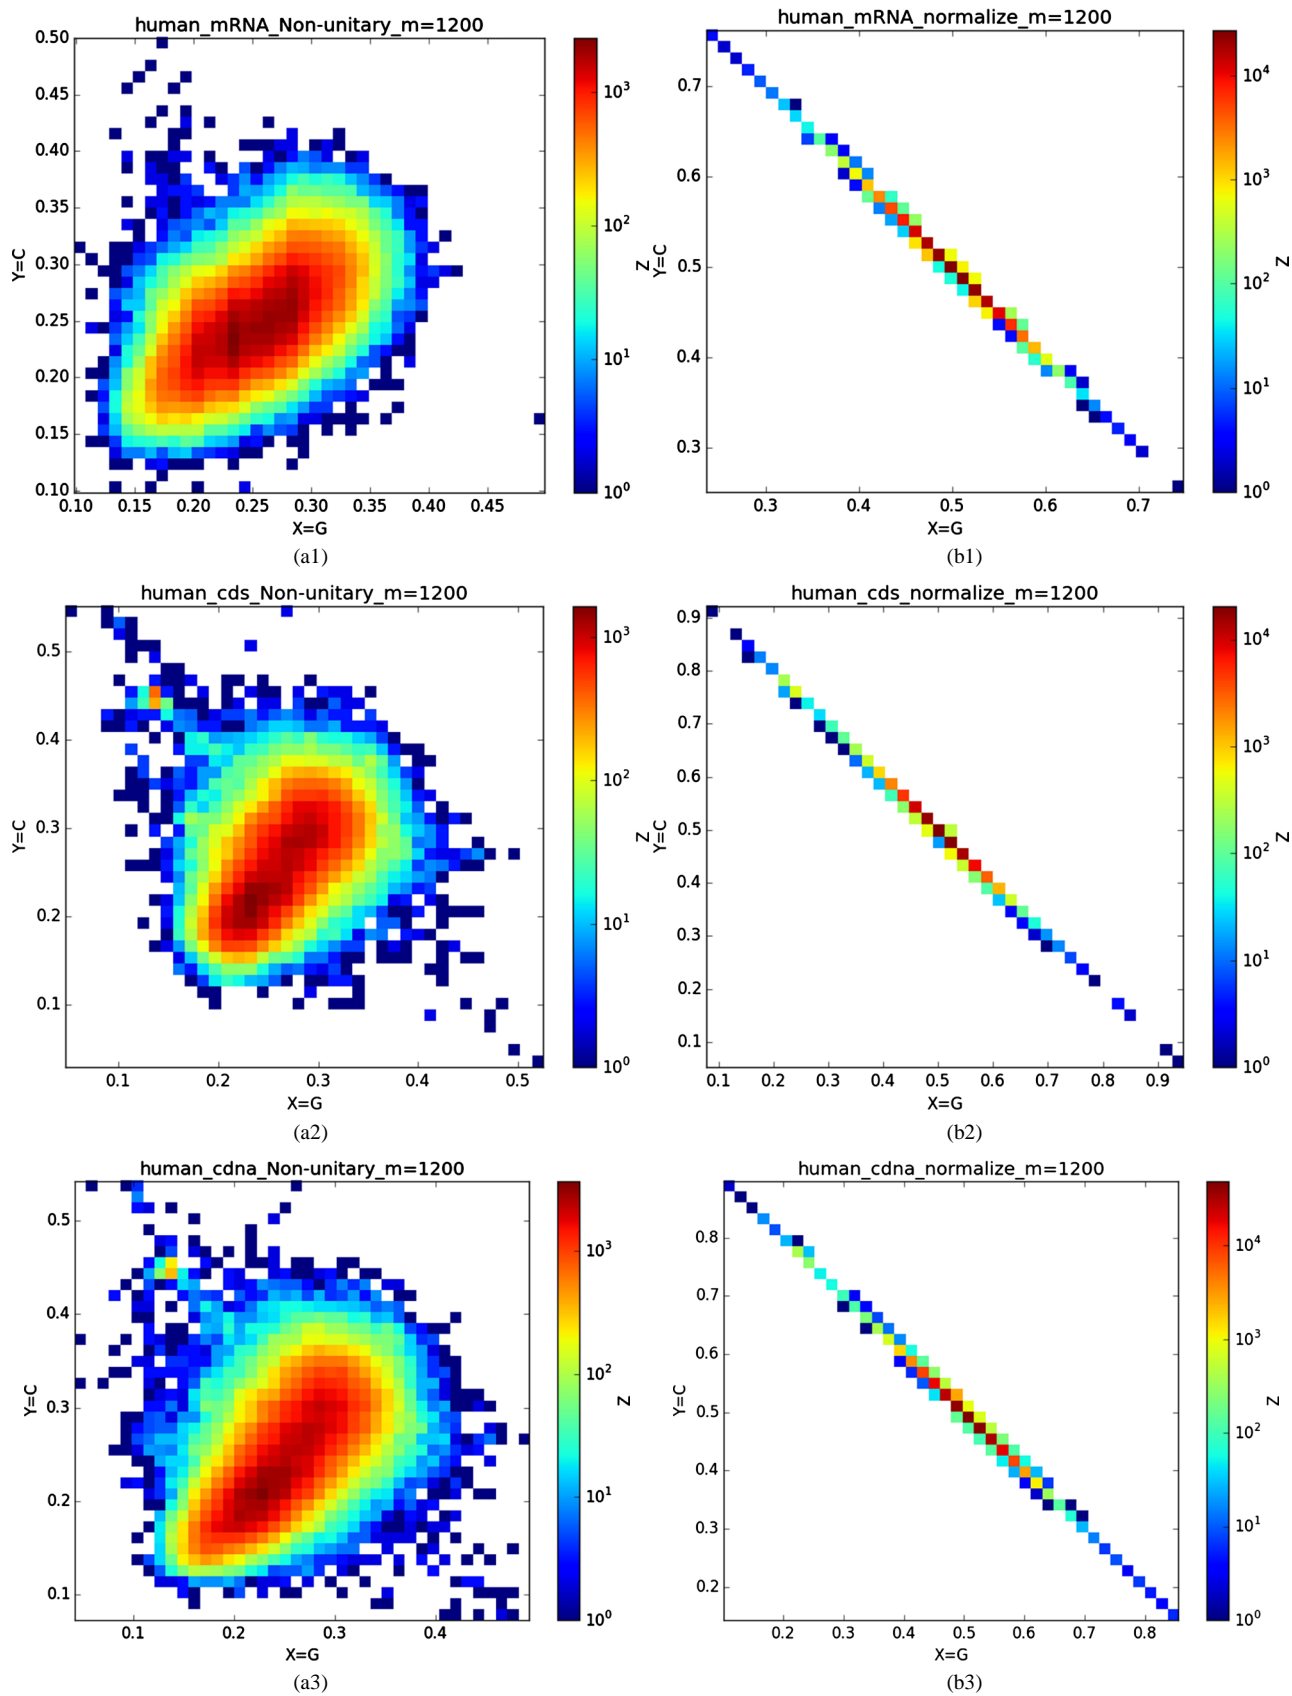 human_mRNA_Non-unitary_m=1200
0.50
0.45
0.40
0.35
0.30
0.25
0.20
0.15
0.10
Y=C
0.10 0.15 0.20 0.25 0.30 0.35 0.40 0.45
X=G
10³
10²
10¹
10⁰
Z
(a1)
human_mRNA_normalize_m=1200
0.7
0.6
0.5
0.4
0.3
Y=C
0.3 0.4 0.5 0.6 0.7
X=G
10⁴
10³
10²
10¹
10⁰
Z
(b1)
human_cds_Non-unitary_m=1200
0.5
0.4
0.3
0.2
0.1
Y=C
0.1 0.2 0.3 0.4 0.5
X=G
10³
10²
10¹
10⁰
Z
(a2)
human_cds_normalize_m=1200
0.9
0.8
0.7
0.6
0.5
0.4
0.3
0.2
0.1
Y=C
0.1 0.2 0.3 0.4 0.5 0.6 0.7 0.8 0.9
X=G
10⁴
10³
10²
10¹
10⁰
Z
(b2)
human_cdna_Non-unitary_m=1200
0.5
0.4
0.3
0.2
0.1
Y=C
0.1 0.2 0.3 0.4
X=G
10³
10²
10¹
10⁰
Z
(a3)
human_cdna_normalize_m=1200
0.8
0.7
0.6
0.5
0.4
0.3
0.2
Y=C
0.2 0.3 0.4 0.5 0.6 0.7 0.8
X=G
10⁴
10³
10²
10¹
10⁰
Z
(b3)